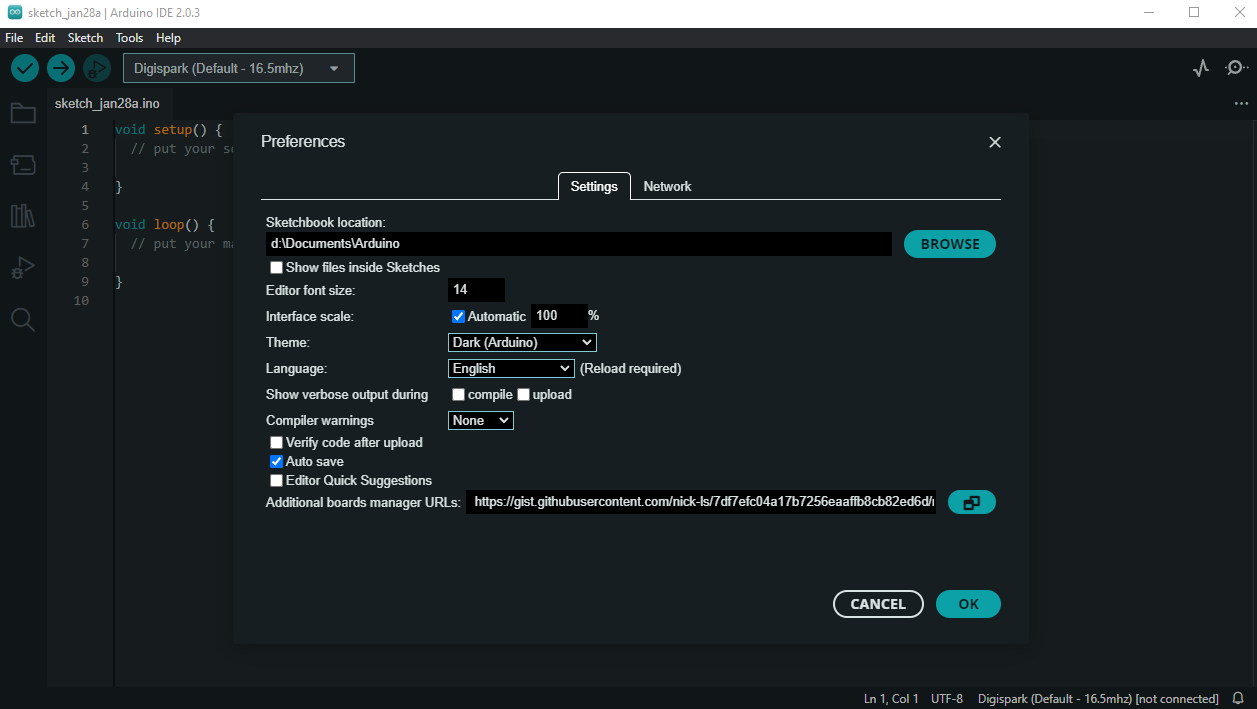 sketch_jan28a | Arduino IDE 2.0.3
File Edit Sketch Tools Help
Digispark (Default - 16.5mhz)
sketch_jan28a.ino
1 void setup() {
2 // put your
3
4 }
5
6 void loop() {
7 // put your
8
9 }
10
Preferences
Settings Network
Sketchbook location:
d:\Documents\Arduino BROWSE
Show files inside Sketches
Editor font size: 14
Interface scale: Automatic 100 %
Theme: Dark (Arduino)
Language: English (Reload required)
Show verbose output during compile upload
Compiler warnings None
Verify code after upload
Auto save
Editor Quick Suggestions
Additional boards manager URLs: https://gist.githubusercontent.com/nick-ls/7df7efc04a17b7256eaaffb8cb82ed6d/
CANCEL OK
Ln 1, Col 1 UTF-8 Digispark (Default - 16.5mhz) [not connected]